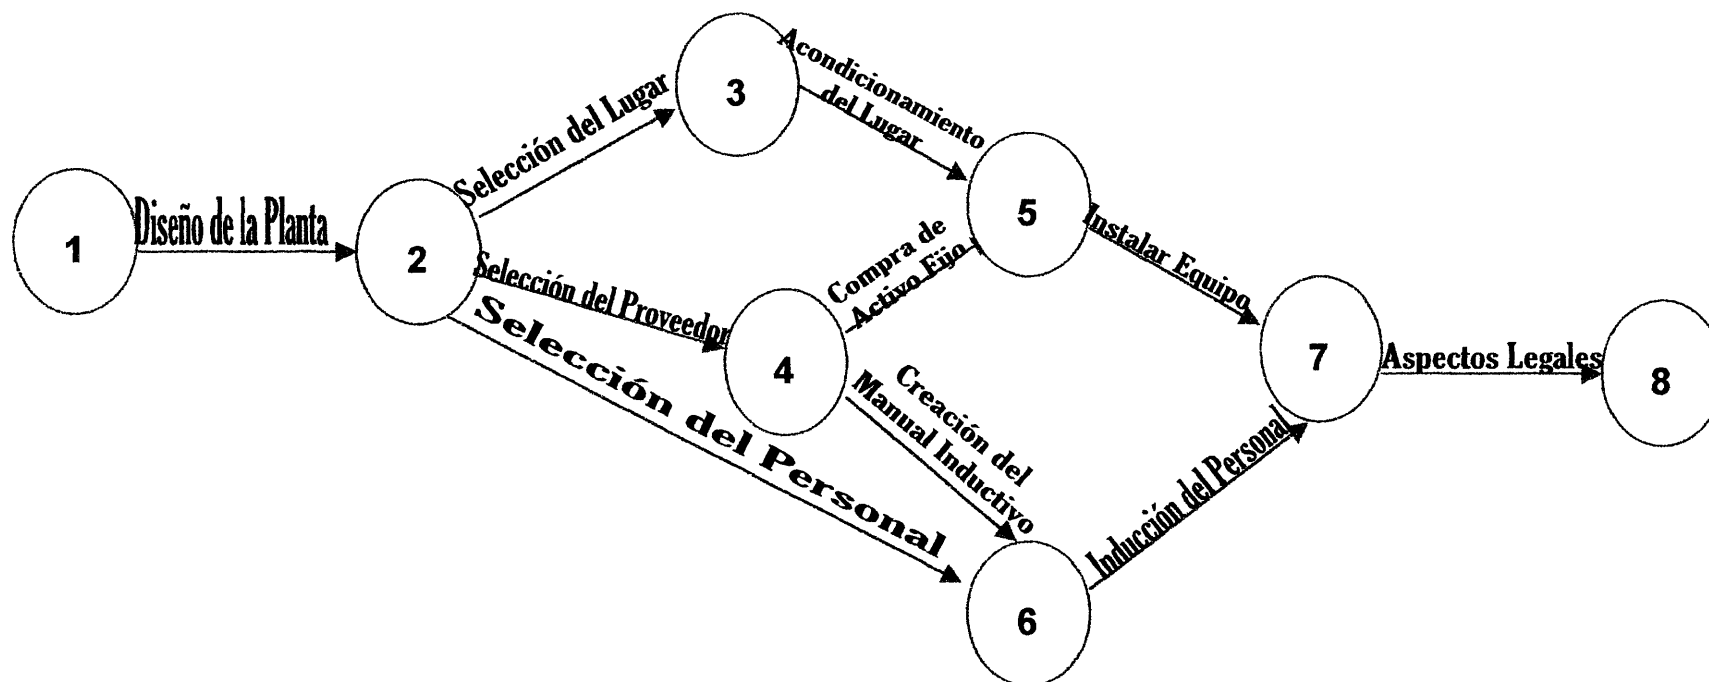 1
Diseño de la Planta
2
Selección del Lugar
3
Acondicionamiento
del Lugar
Selección del Proveedor
4
Compra de
Activo Fijo
5
Selección del Personal
Creación del
Manual Inductivo
6
Instalar Equipo
Inducción del Personal
7
Aspectos Legales
8